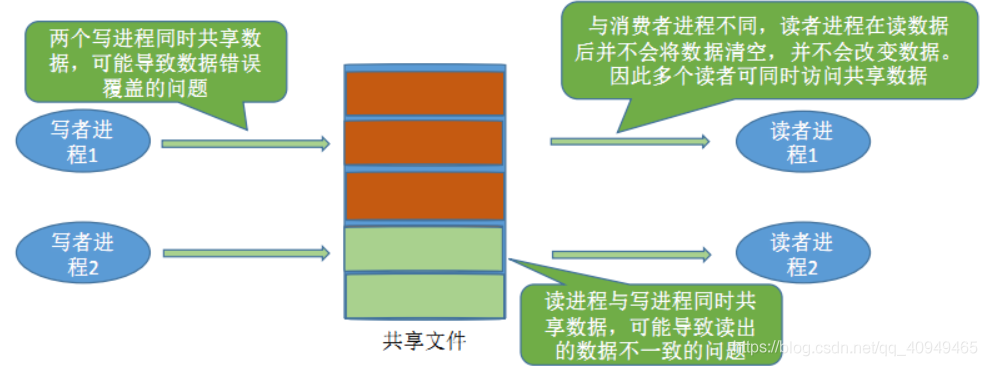 两个写进程同时共享数
据，可能导致数据错误
覆盖的问题
与消费者进程不同，读者进程在读数据
后并不会将数据清空，并不会改变数据。
因此多个读者可同时访问共享数据
写者进
程1
读者进
程1
写者进
程2
读者进
程2
读进程与写进程同时共
享数据，可能导致读出
的数据不一致的问题
共享文件
https://blog.csdn.net/qq_40949465